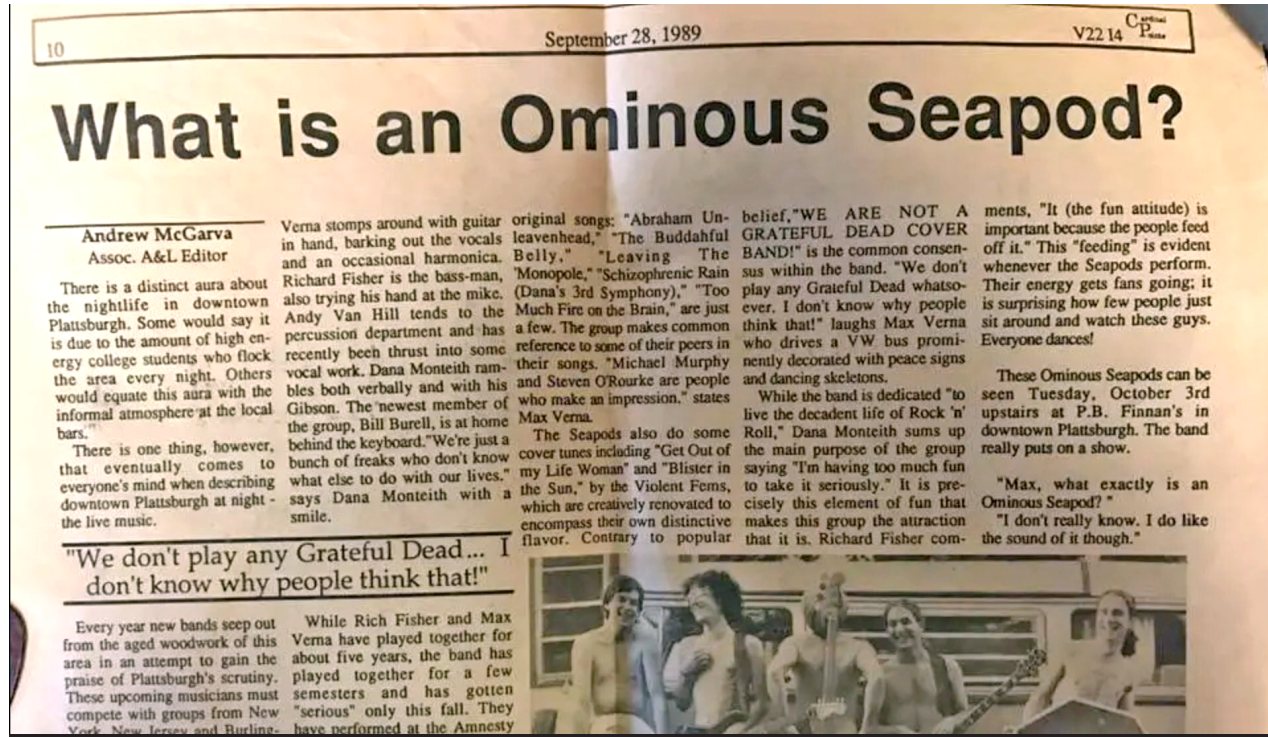 10
September 28, 1989
V22 I4 Cardinal Points
What is an Ominous Seapod?
Andrew McGarva
Assoc. A&L Editor
There is a distinct aura about
the nightlife in downtown
Plattsburgh. Some would say it
is due to the amount of high en-
ergy college students who flock
the area every night. Others
would equate this aura with the
informal atmosphere at the local
bars."
There is one thing, however,
that eventually comes to
everyone's mind when describing
downtown Plattsburgh at night -
the live music.
"We don't play any Grateful Dead... I
don't know why people think that!"
Every year new bands seep out
from the aged woodwork of this
area in an attempt to gain the
praise of Plattsburgh's scrutiny.
These upcoming musicians must
compete with groups from New
York, New Jersey and Burling-
Verna stomps around with guitar
in hand, barking out the vocals
and an occasional harmonica.
Richard Fisher is the bass-man,
also trying his hand at the mike.
Andy Van Hill tends to the
percussion department and has
recently been thrust into some
vocal work. Dana Monteith ram-
bles both verbally and with his
Gibson. The newest member of
the group, Bill Burell, is at home
behind the keyboard."We're just a
bunch of freaks who don't know
what else to do with our lives,"
says Dana Monteith with a
smile.
While Rich Fisher and Max
Verna have played together for
about five years, the band has
played together for a few
semesters and has gotten
"serious" only this fall. They
have performed at the Amnesty
original songs: "Abraham Un-
leavenhead," "The Buddahful
Belly," "Leaving The
'Monopole," "Schizophrenic Rain
(Dana's 3rd Symphony)," "Too
Much Fire on the Brain," are just
a few. The group makes common
reference to some of their peers in
their songs. "Michael Murphy
and Steven O'Rourke are people
who make an impression," states
Max Verna.
The Seapods also do some
cover tunes including "Get Out of
my Life Woman" and "Blister in
the Sun," by the Violent Fems,
which are creatively renovated to
encompass their own distinctive
flavor. Contrary to popular
belief,"WE ARE NOT A
GRATEFUL DEAD COVER
BAND!" is the common consen-
sus within the band. "We don't
play any Grateful Dead whatso-
ever. I don't know why people
think that!" laughs Max Verna
who drives a VW bus promi-
nently decorated with peace signs
and dancing skeletons.
While the band is dedicated "to
live the decadent life of Rock 'n'
Roll," Dana Monteith sums up
the main purpose of the group
saying "I'm having too much fun
to take it seriously." It is pre-
cisely this element of fun that
makes this group the attraction
that it is. Richard Fisher com-
ments, "It (the fun attitude) is
important because the people feed
off it." This "feeding" is evident
whenever the Seapods perform.
Their energy gets fans going; it
is surprising how few people just
sit around and watch these guys.
Everyone dances!
These Ominous Seapods can be
seen Tuesday, October 3rd
upstairs at P.B. Finnan's in
downtown Plattsburgh. The band
really puts on a show.
"Max, what exactly is an
Ominous Seapod? "
"I don't really know. I do like
the sound of it though."